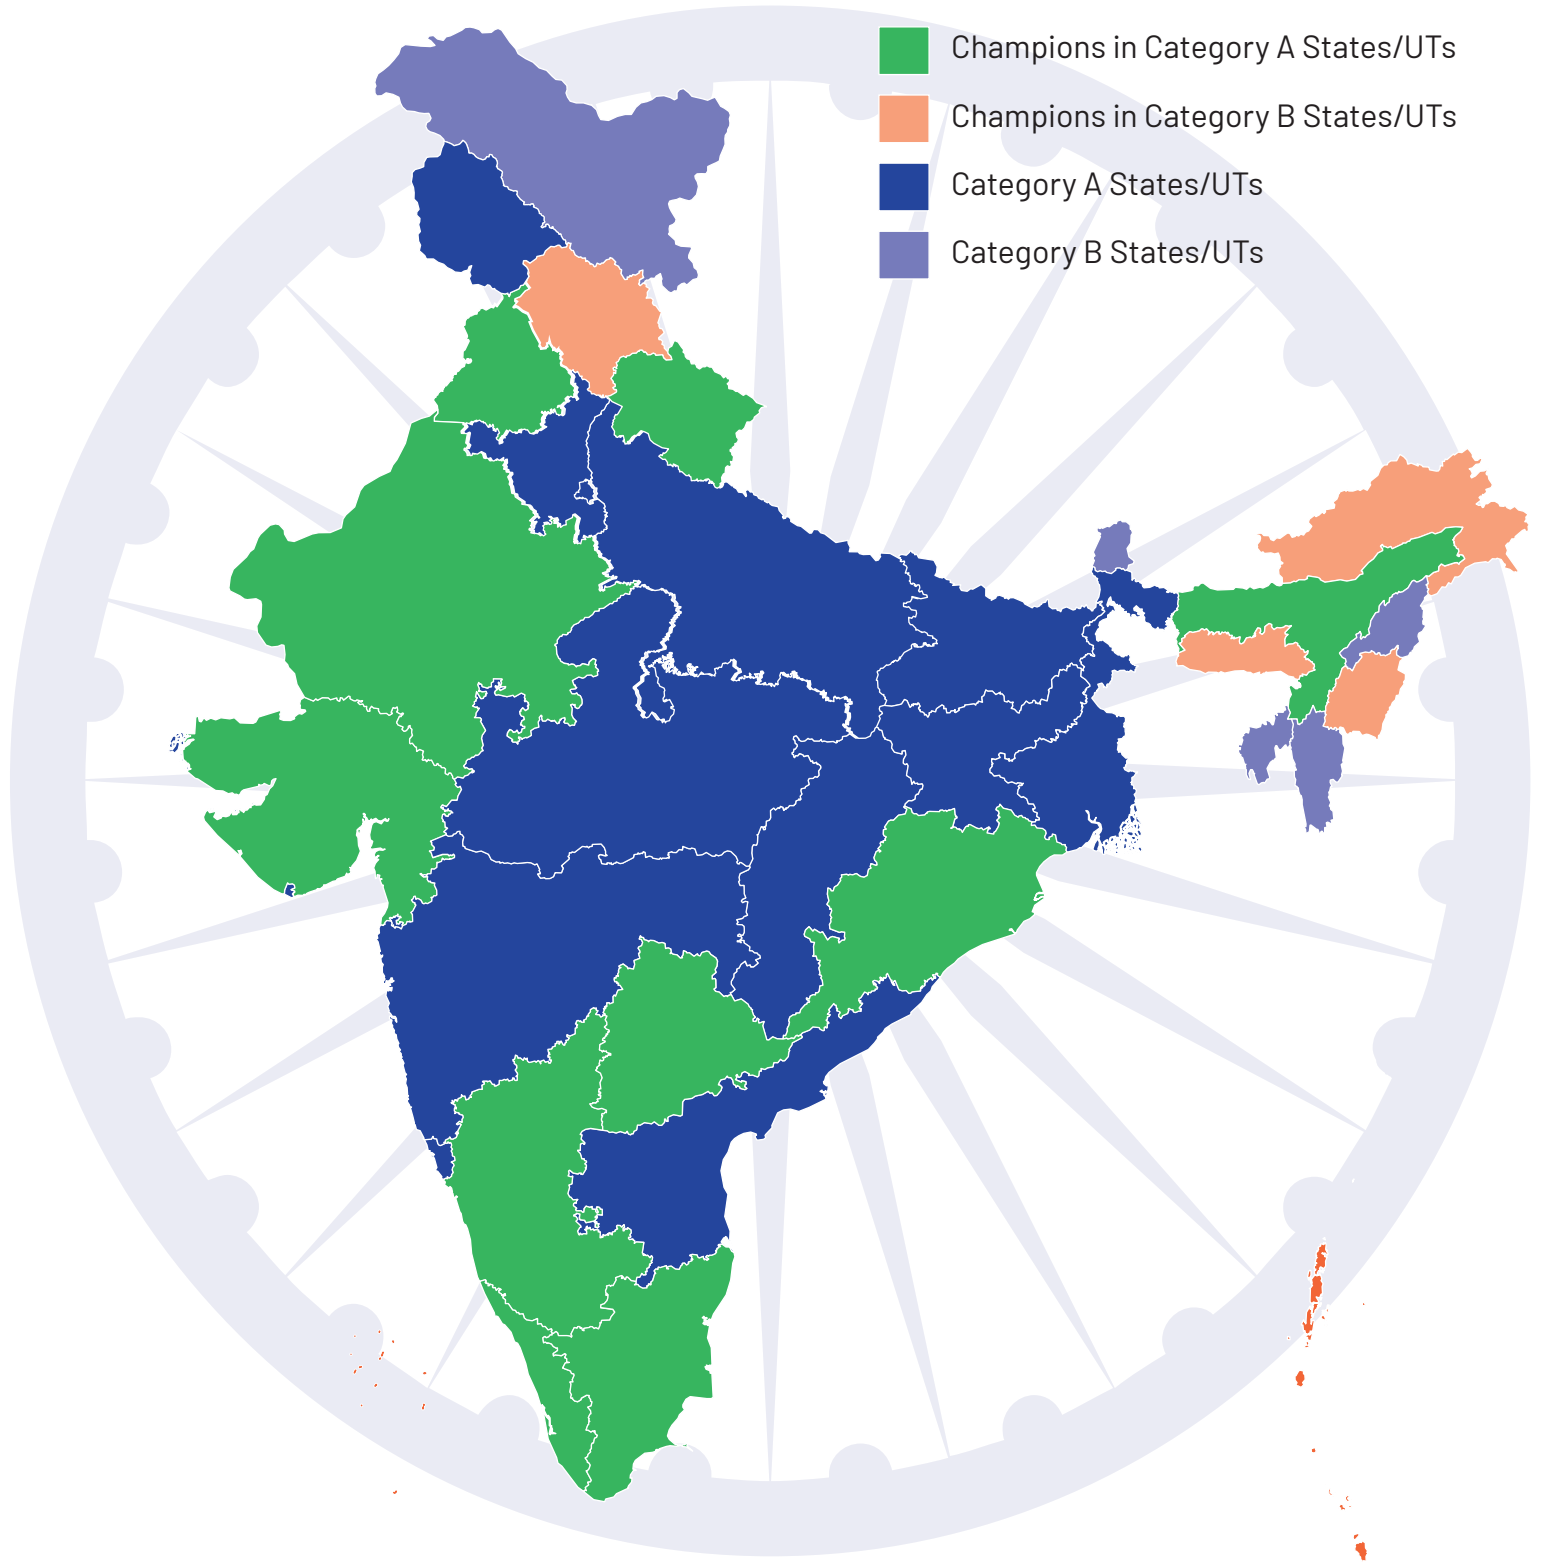 Champions in Category A States/UTs
Champions in Category B States/UTs
Category A States/UTs
Category B States/UTs